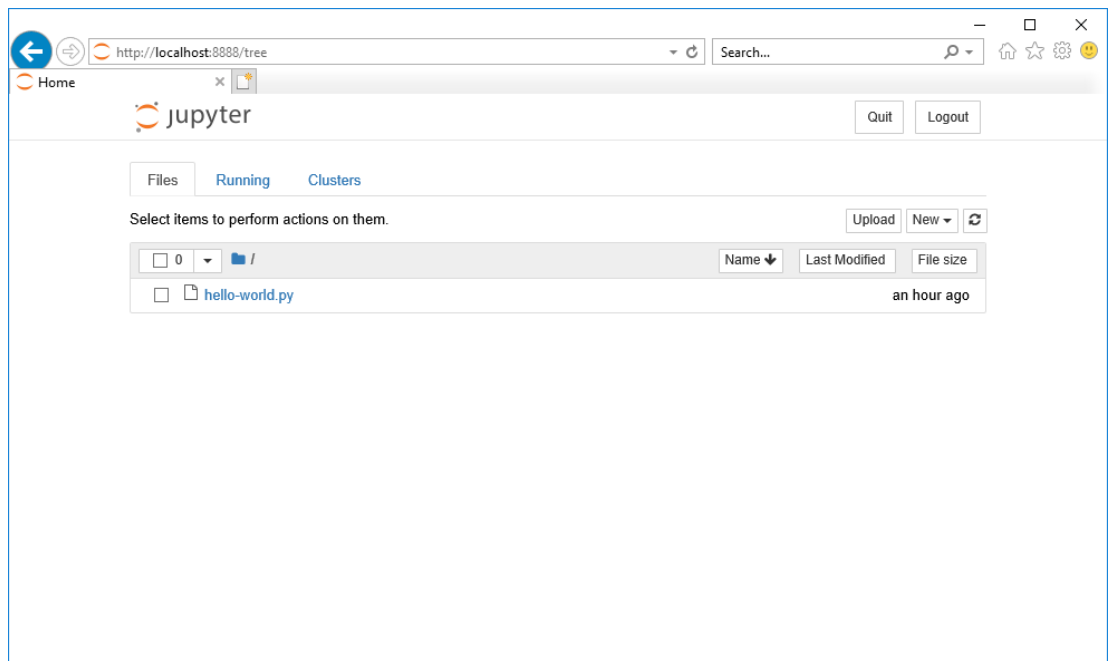 http://localhost:8888/tree Search...
Home
jupyter Quit Logout
Files Running Clusters
Select items to perform actions on them. Upload New
0 / Name Last Modified File size
hello-world.py an hour ago